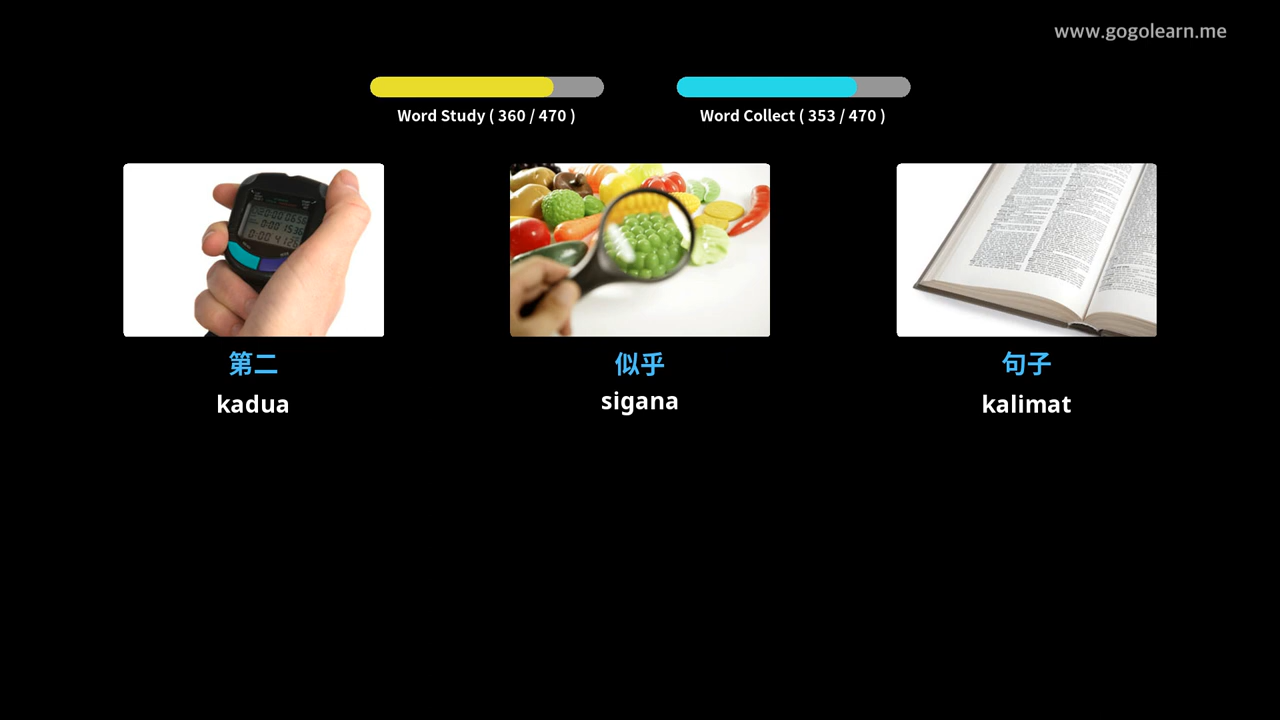 www.gogolearn.me
Word Study ( 360 / 470 )
Word Collect ( 353 / 470 )
第二
似乎
句子
kadua
sigana
kalimat